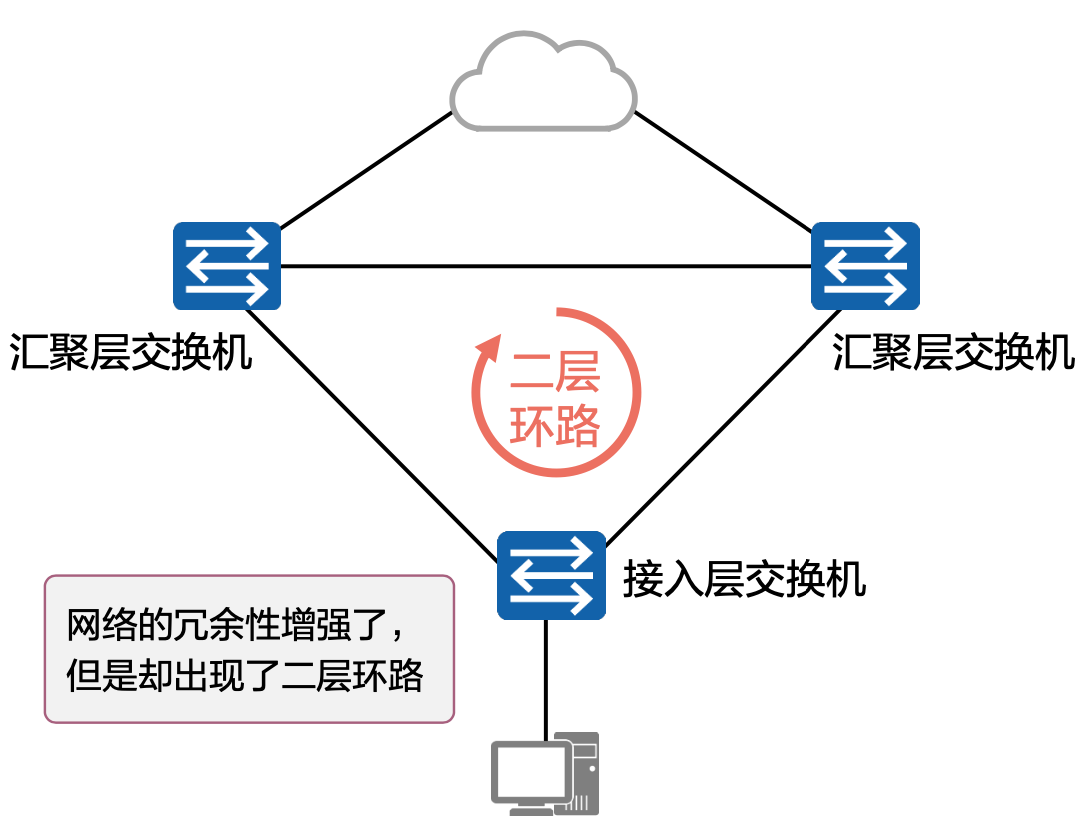 汇聚层交换机
汇聚层交换机
二层
环路
接入层交换机
网络的冗余性增强了，
但是却出现了二层环路